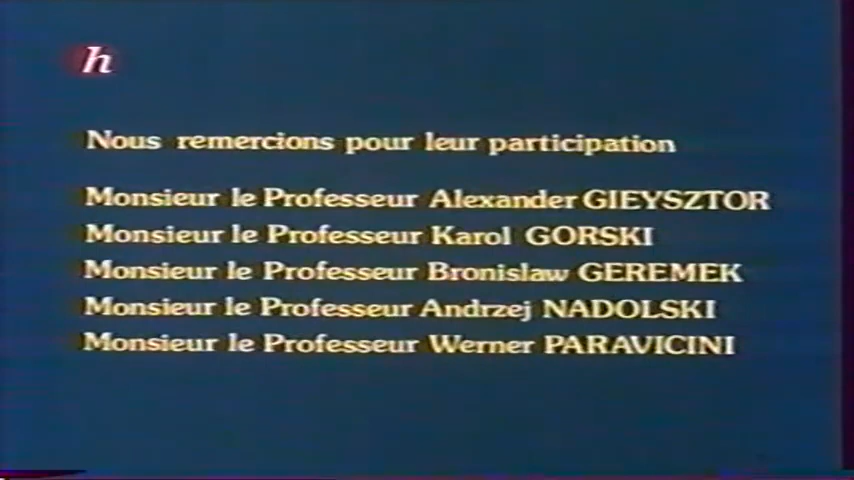 h
Nous remercions pour leur participation
Monsieur le Professeur Alexander GIEYSZTOR
Monsieur le Professeur Karol GORSKI
Monsieur le Professeur Bronislaw GEREMEK
Monsieur le Professeur Andrzej NADOLSKI
Monsieur le Professeur Werner PARAVICINI